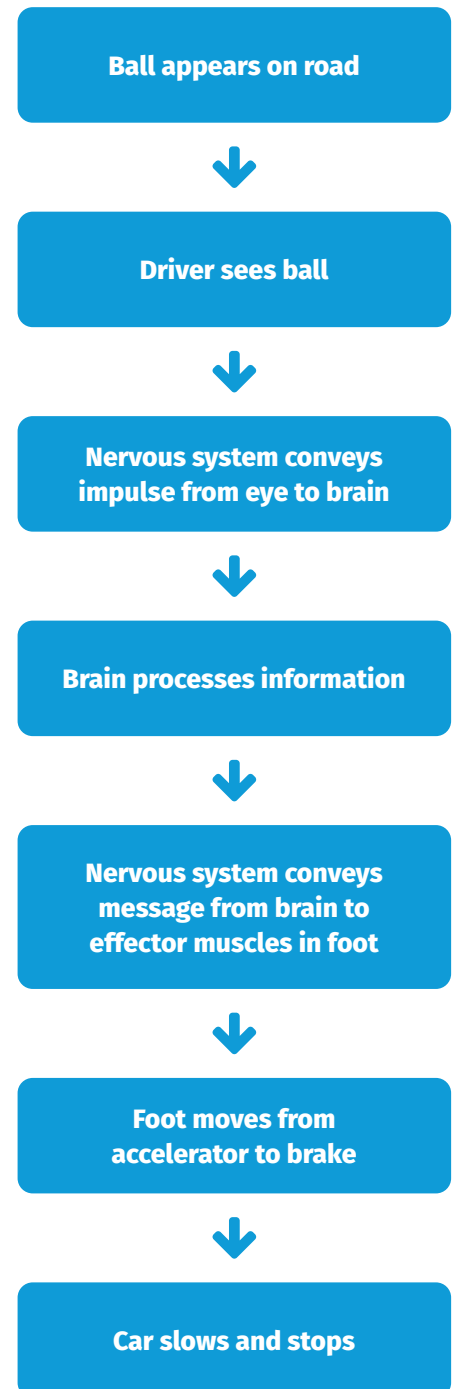 Ball appears on road
Driver sees ball
Nervous system conveys
impulse from eye to brain
Brain processes information
Nervous system conveys
message from brain to
effector muscles in foot
Foot moves from
accelerator to brake
Car slows and stops